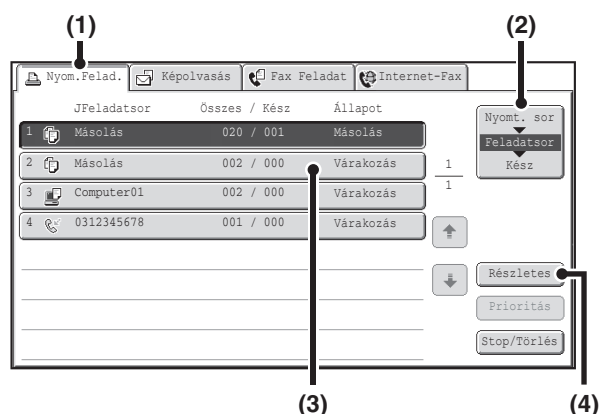 (1) (2)
Nyom.Felad. Képolvasás Fax Feladat Internet-Fax
JFeladatsor Összes / Kész Állapot
Nyomt. sor
Feladatsor
Kész
1 Másolás 020 / 001 Másolás
2 Másolás 002 / 000 Várakozás
3 Computer01 002 / 000 Várakozás
4 0312345678 001 / 000 Várakozás
1
1
Részletes
Prioritás
Stop/Törlés
(3) (4)